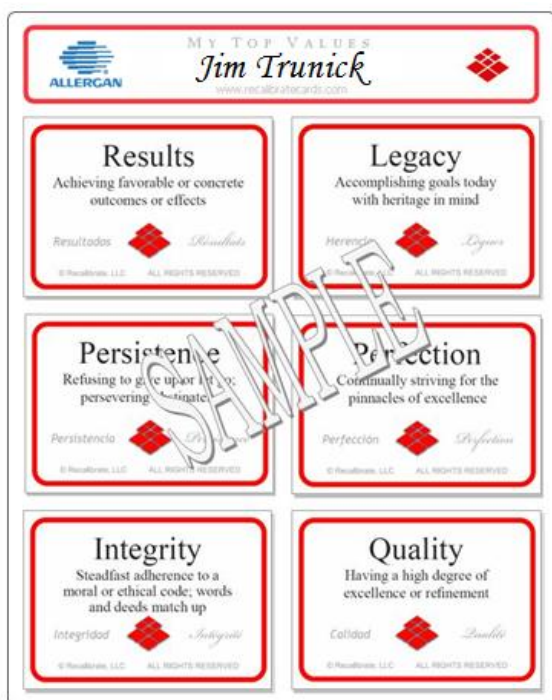 MY TOP VALUES
ALLERGAN
Jim Trunick
www.recalibratecards.com
Results
Achieving favorable or concrete
outcomes or effects
Resultados
Résultats
© Recalibrate, LLC ALL RIGHTS RESERVED
Legacy
Accomplishing goals today
with heritage in mind
Herencia
© Recalibrate, LLC ALL RIGHTS RESERVED
SAMPLE
Persistence
Refusing to give up or let go;
persevering
Persistencia
© Recalibrate, LLC ALL RIGHTS RESERVED
Perfection
Continually striving for the
pinnacles of excellence
Perfección
Perfection
© Recalibrate, LLC ALL RIGHTS RESERVED
Integrity
Steadfast adherence to a
moral or ethical code; words
and deeds match up
Integridad
Intégrité
© Recalibrate, LLC ALL RIGHTS RESERVED
Quality
Having a high degree of
excellence or refinement
Calidad
Qualité
© Recalibrate, LLC ALL RIGHTS RESERVED